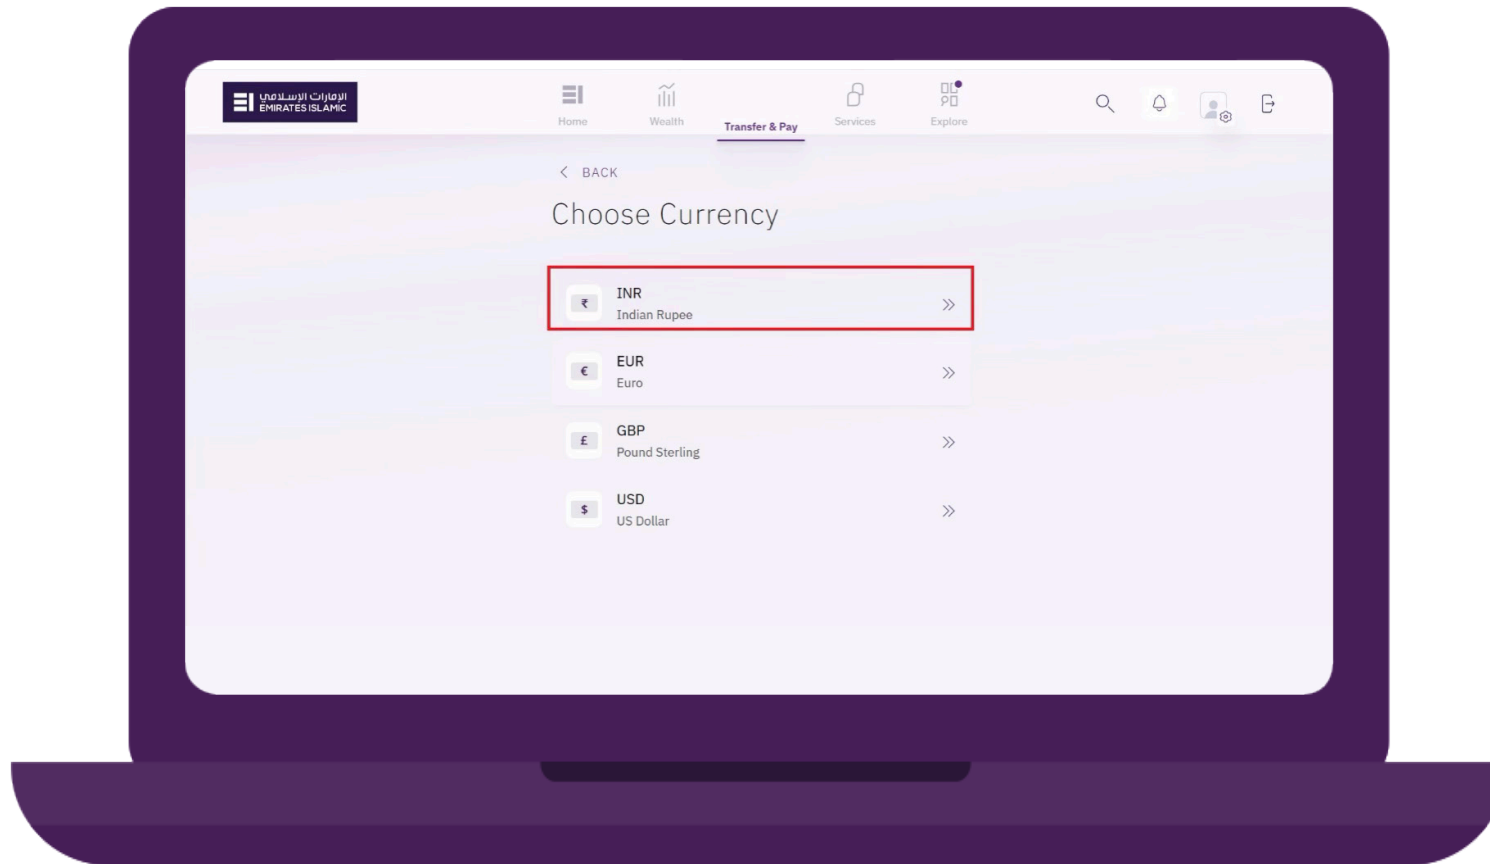 الإمارات الإسلامي
EMIRATES ISLAMIC
Home
Wealth
Transfer & Pay
Services
Explore
BACK
Choose Currency
₹
INR
Indian Rupee
€
EUR
Euro
£
GBP
Pound Sterling
$
USD
US Dollar